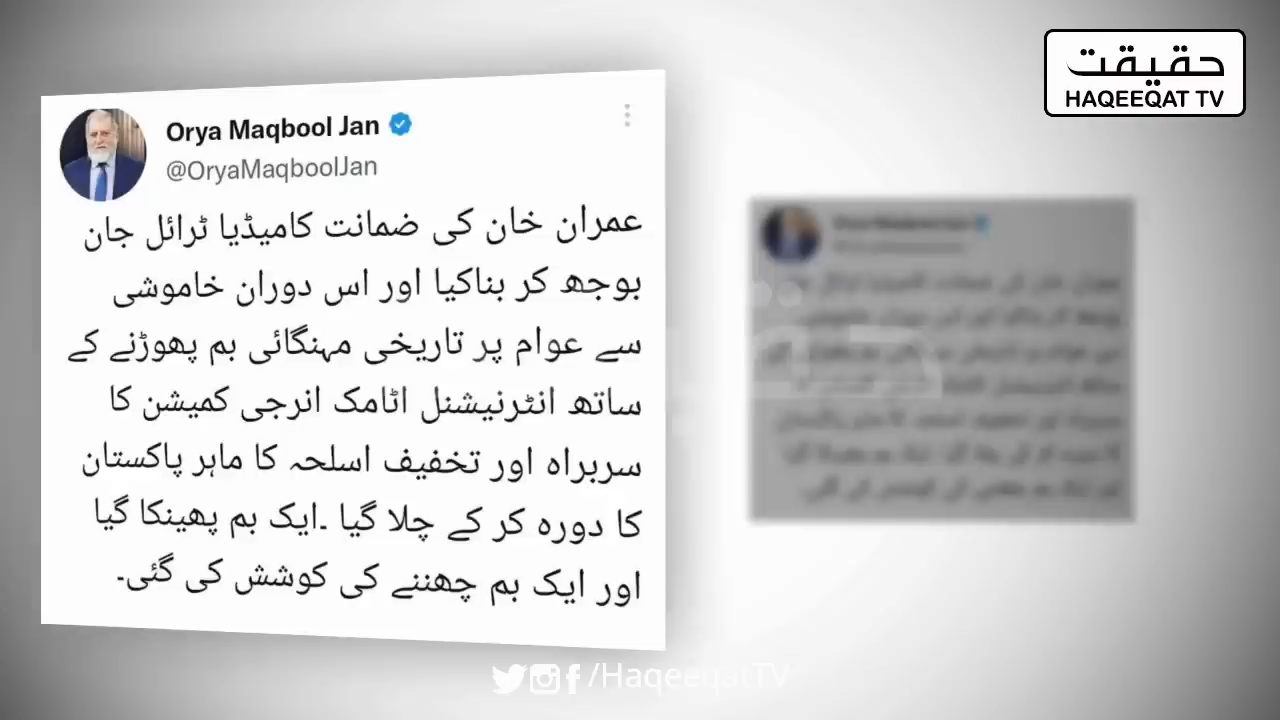 حقیقت
HAQEEQAT TV
Orya Maqbool Jan
@OryaMaqboolJan
عمران خان کی ضمانت کامیڈیا ٹرائل جان
بوجھ کر بناکیا اور اس دوران خاموشی
سے عوام پر تاریخی مہنگائی بم پھوڑنے کے
ساتھ انٹرنیشنل اٹامک انرجی کمیشن کا
سربراہ اور تخفیف اسلحہ کا ماہر پاکستان
کا دورہ کر کے چلا گیا ۔ایک بم پھینکا گیا
اور ایک بم چھننے کی کوشش کی گئی۔
/HaqeeqatTV